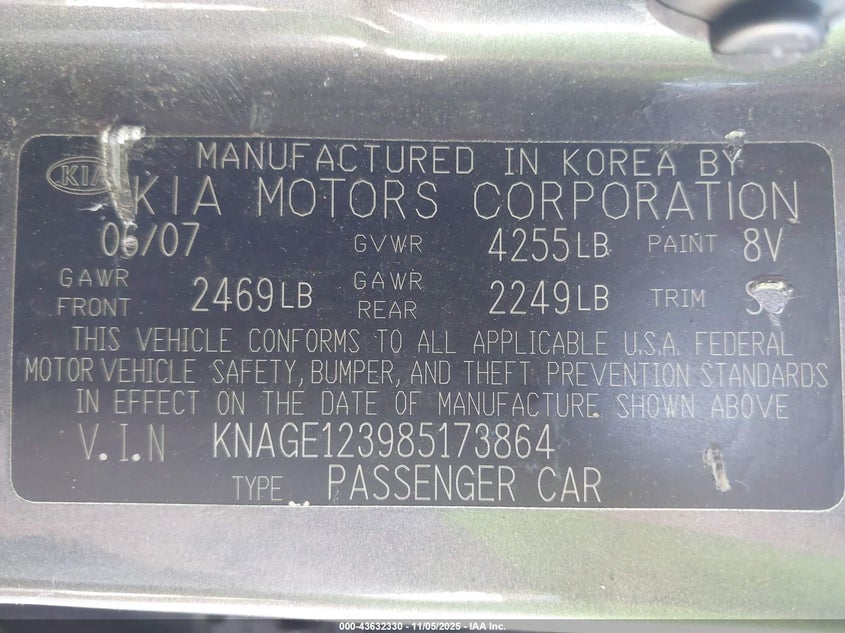 MANUFACTURED IN KOREA BY
KIA KIA MOTORS CORPORATION
06/07 GVWR 4255LB PAINT 8V
GAWR FRONT 2469LB GAWR REAR 2249LB TRIM
THIS VEHICLE CONFORMS TO ALL APPLICABLE U.S.A. FEDERAL
MOTOR VEHICLE SAFETY, BUMPER, AND THEFT PREVENTION STANDARDS
IN EFFECT ON THE DATE OF MANUFACTURE SHOWN ABOVE
V.I.N KNAGE123985173864
TYPE PASSENGER CAR
000-43632330 - 11/05/2025 - IAA Inc.